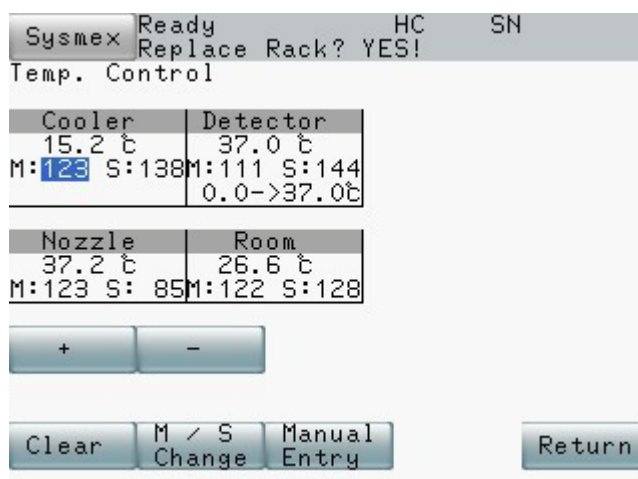 Sysmex
Ready HC SN
Replace Rack? YES!
Temp. Control
Cooler Detector
15.2 ℃ 37.0 ℃
M:123 S:138 M:111 S:144
0.0->37.0℃
Nozzle Room
37.2 ℃ 26.6 ℃
M:123 S: 85 M:122 S:128
+ -
Clear M / S Change Manual Entry Return